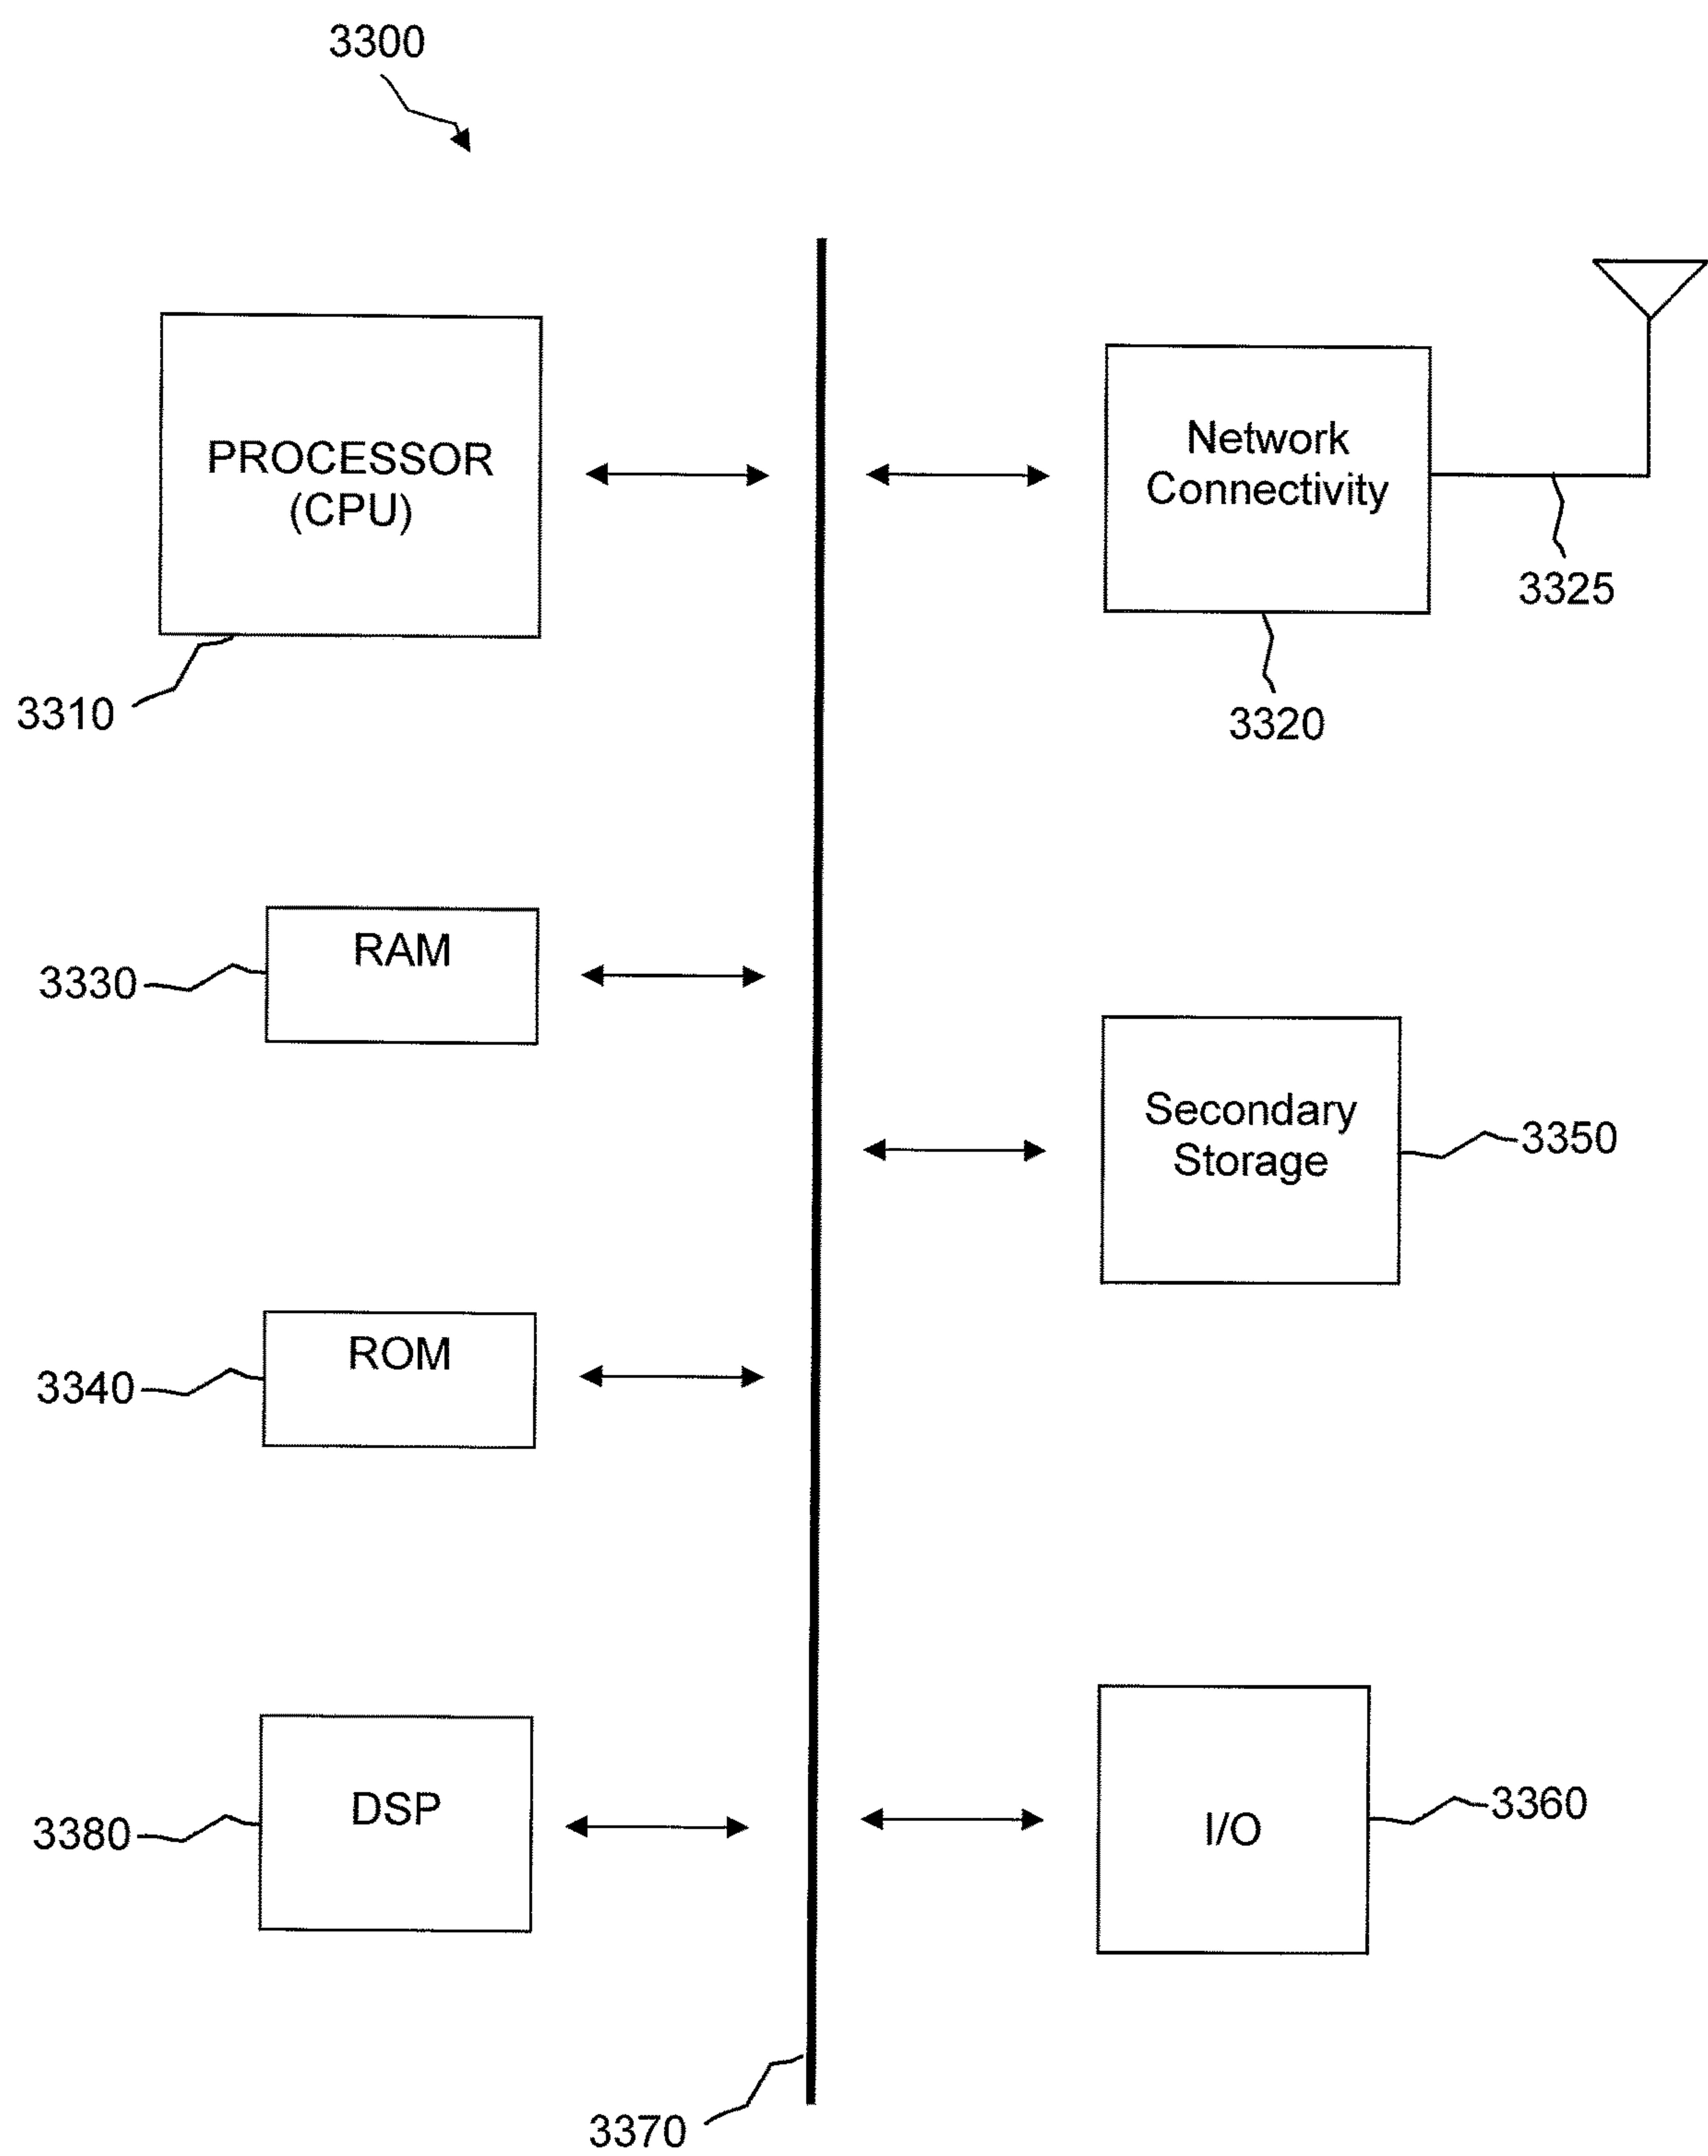 3300
PROCESSOR
(CPU)
3310
Network
Connectivity
3325
3320
RAM
3330
Secondary
Storage
3350
ROM
3340
DSP
3380
I/O
3360
3370